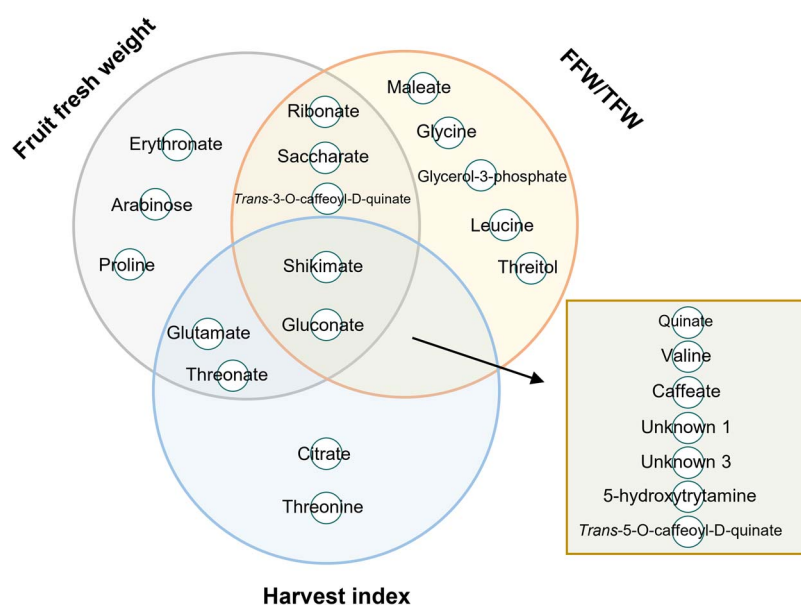 Fruit fresh weight
FFW/TFW
Erythronate
Arabinose
Proline
Ribonate
Saccharate
Trans-3-O-caffeoyl-D-quinate
Maleate
Glycine
Glycerol-3-phosphate
Leucine
Threitol
Shikimate
Gluconate
Glutamate
Threonate
Citrate
Threonine
Harvest index
Quinate
Valine
Caffeate
Unknown 1
Unknown 3
5-hydroxytrytamine
Trans-5-O-caffeoyl-D-quinate